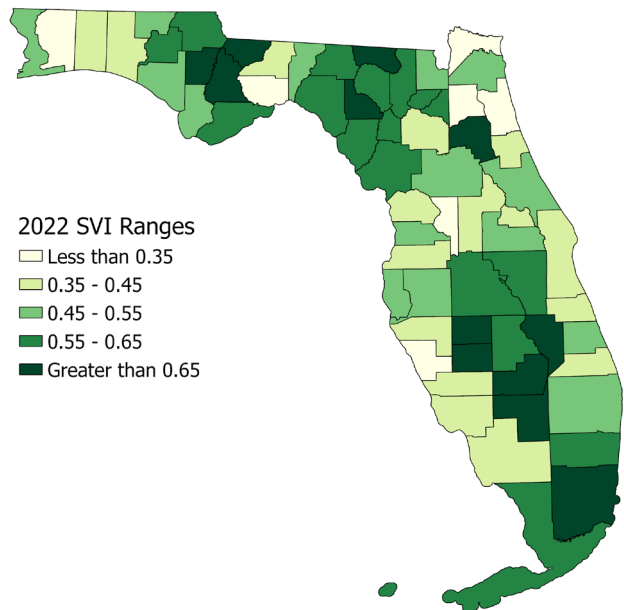 2022 SVI Ranges
Less than 0.35
0.35 - 0.45
0.45 - 0.55
0.55 - 0.65
Greater than 0.65